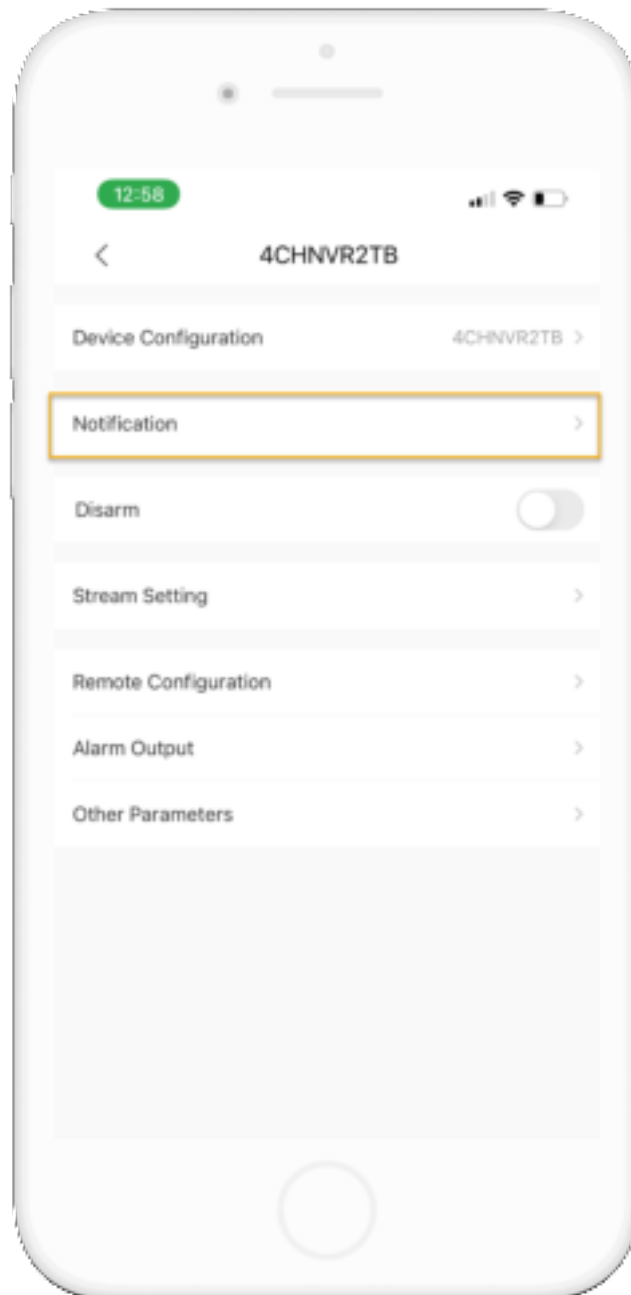 12:58
4CHNVR2TB
Device Configuration 4CHNVR2TB
Notification
Disarm
Stream Setting
Remote Configuration
Alarm Output
Other Parameters